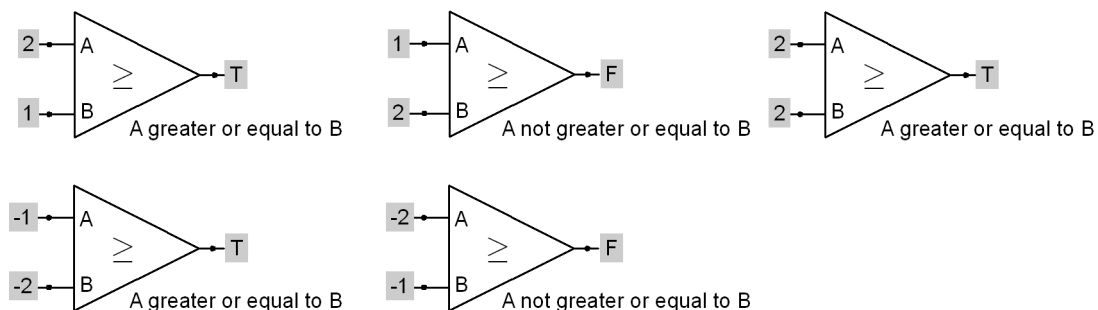 2 A ≥ B 1 T
A greater or equal to B
1 A ≥ B 2 F
A not greater or equal to B
2 A ≥ B 2 T
A greater or equal to B
-1 A ≥ B -2 T
A greater or equal to B
-2 A ≥ B -1 F
A not greater or equal to B